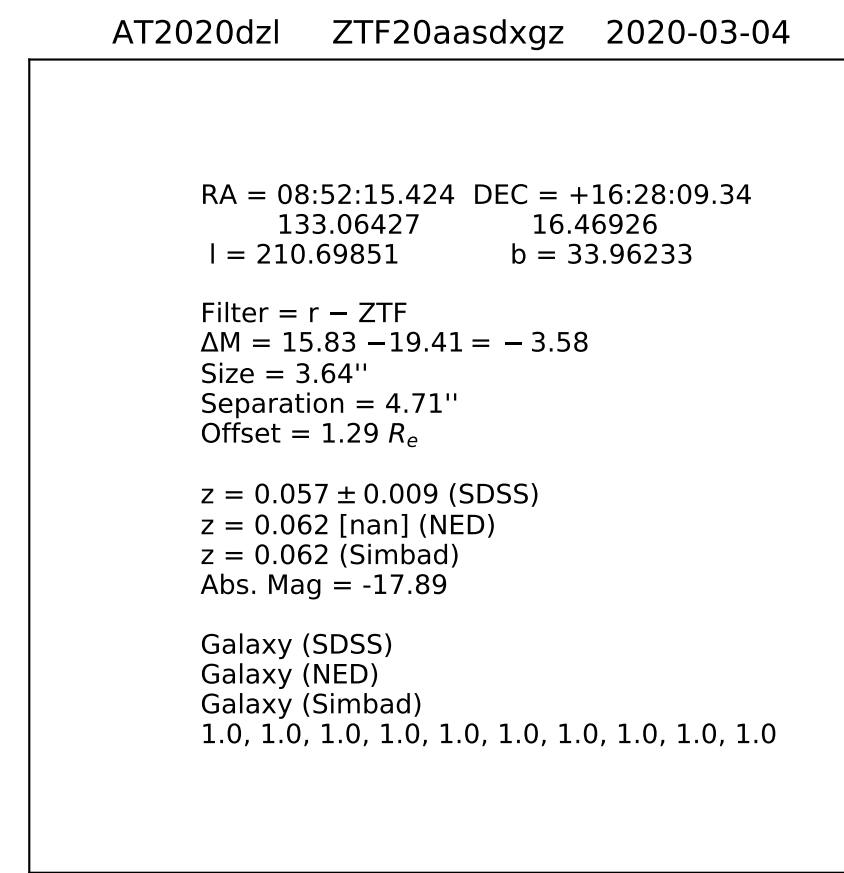 AT2020dzl ZTF20aasdxgz 2020-03-04
RA = 08:52:15.424 DEC = +16:28:09.34
133.06427 16.46926
l = 210.69851 b = 33.96233
Filter = r − ZTF
ΔM = 15.83 −19.41 = − 3.58
Size = 3.64''
Separation = 4.71''
Offset = 1.29 Re
z = 0.057 ± 0.009 (SDSS)
z = 0.062 [nan] (NED)
z = 0.062 (Simbad)
Abs. Mag = -17.89
Galaxy (SDSS)
Galaxy (NED)
Galaxy (Simbad)
1.0, 1.0, 1.0, 1.0, 1.0, 1.0, 1.0, 1.0, 1.0, 1.0